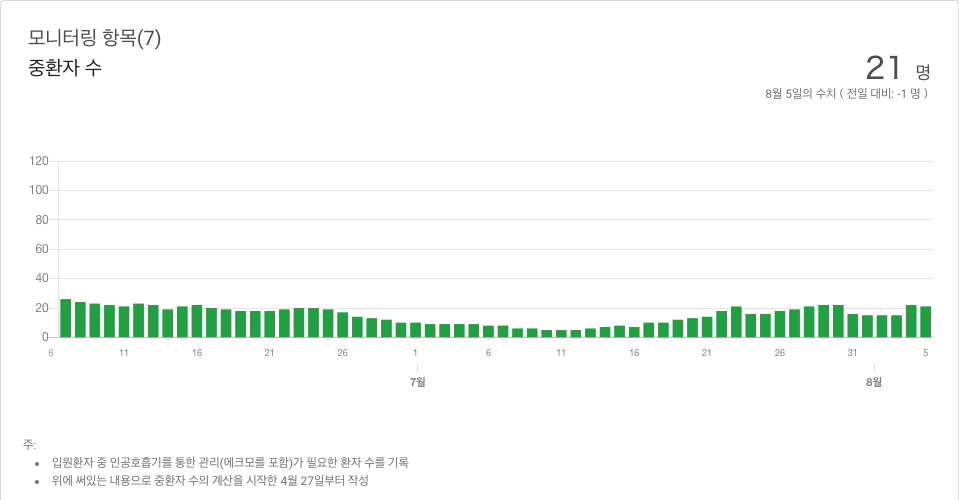 모니터링 항목(7)
중환자 수
21 명
8월 5일의 수치 ( 전일 대비: -1 명 )
120
100
80
60
40
20
0
6 11 16 21 26 1 6 11 16 21 26 31 5
7월 8월
주:
• 입원환자 중 인공호흡기를 통한 관리(에크모를 포함)가 필요한 환자 수를 기록
• 위에 써있는 내용으로 중환자 수의 계산을 시작한 4월 27일부터 작성